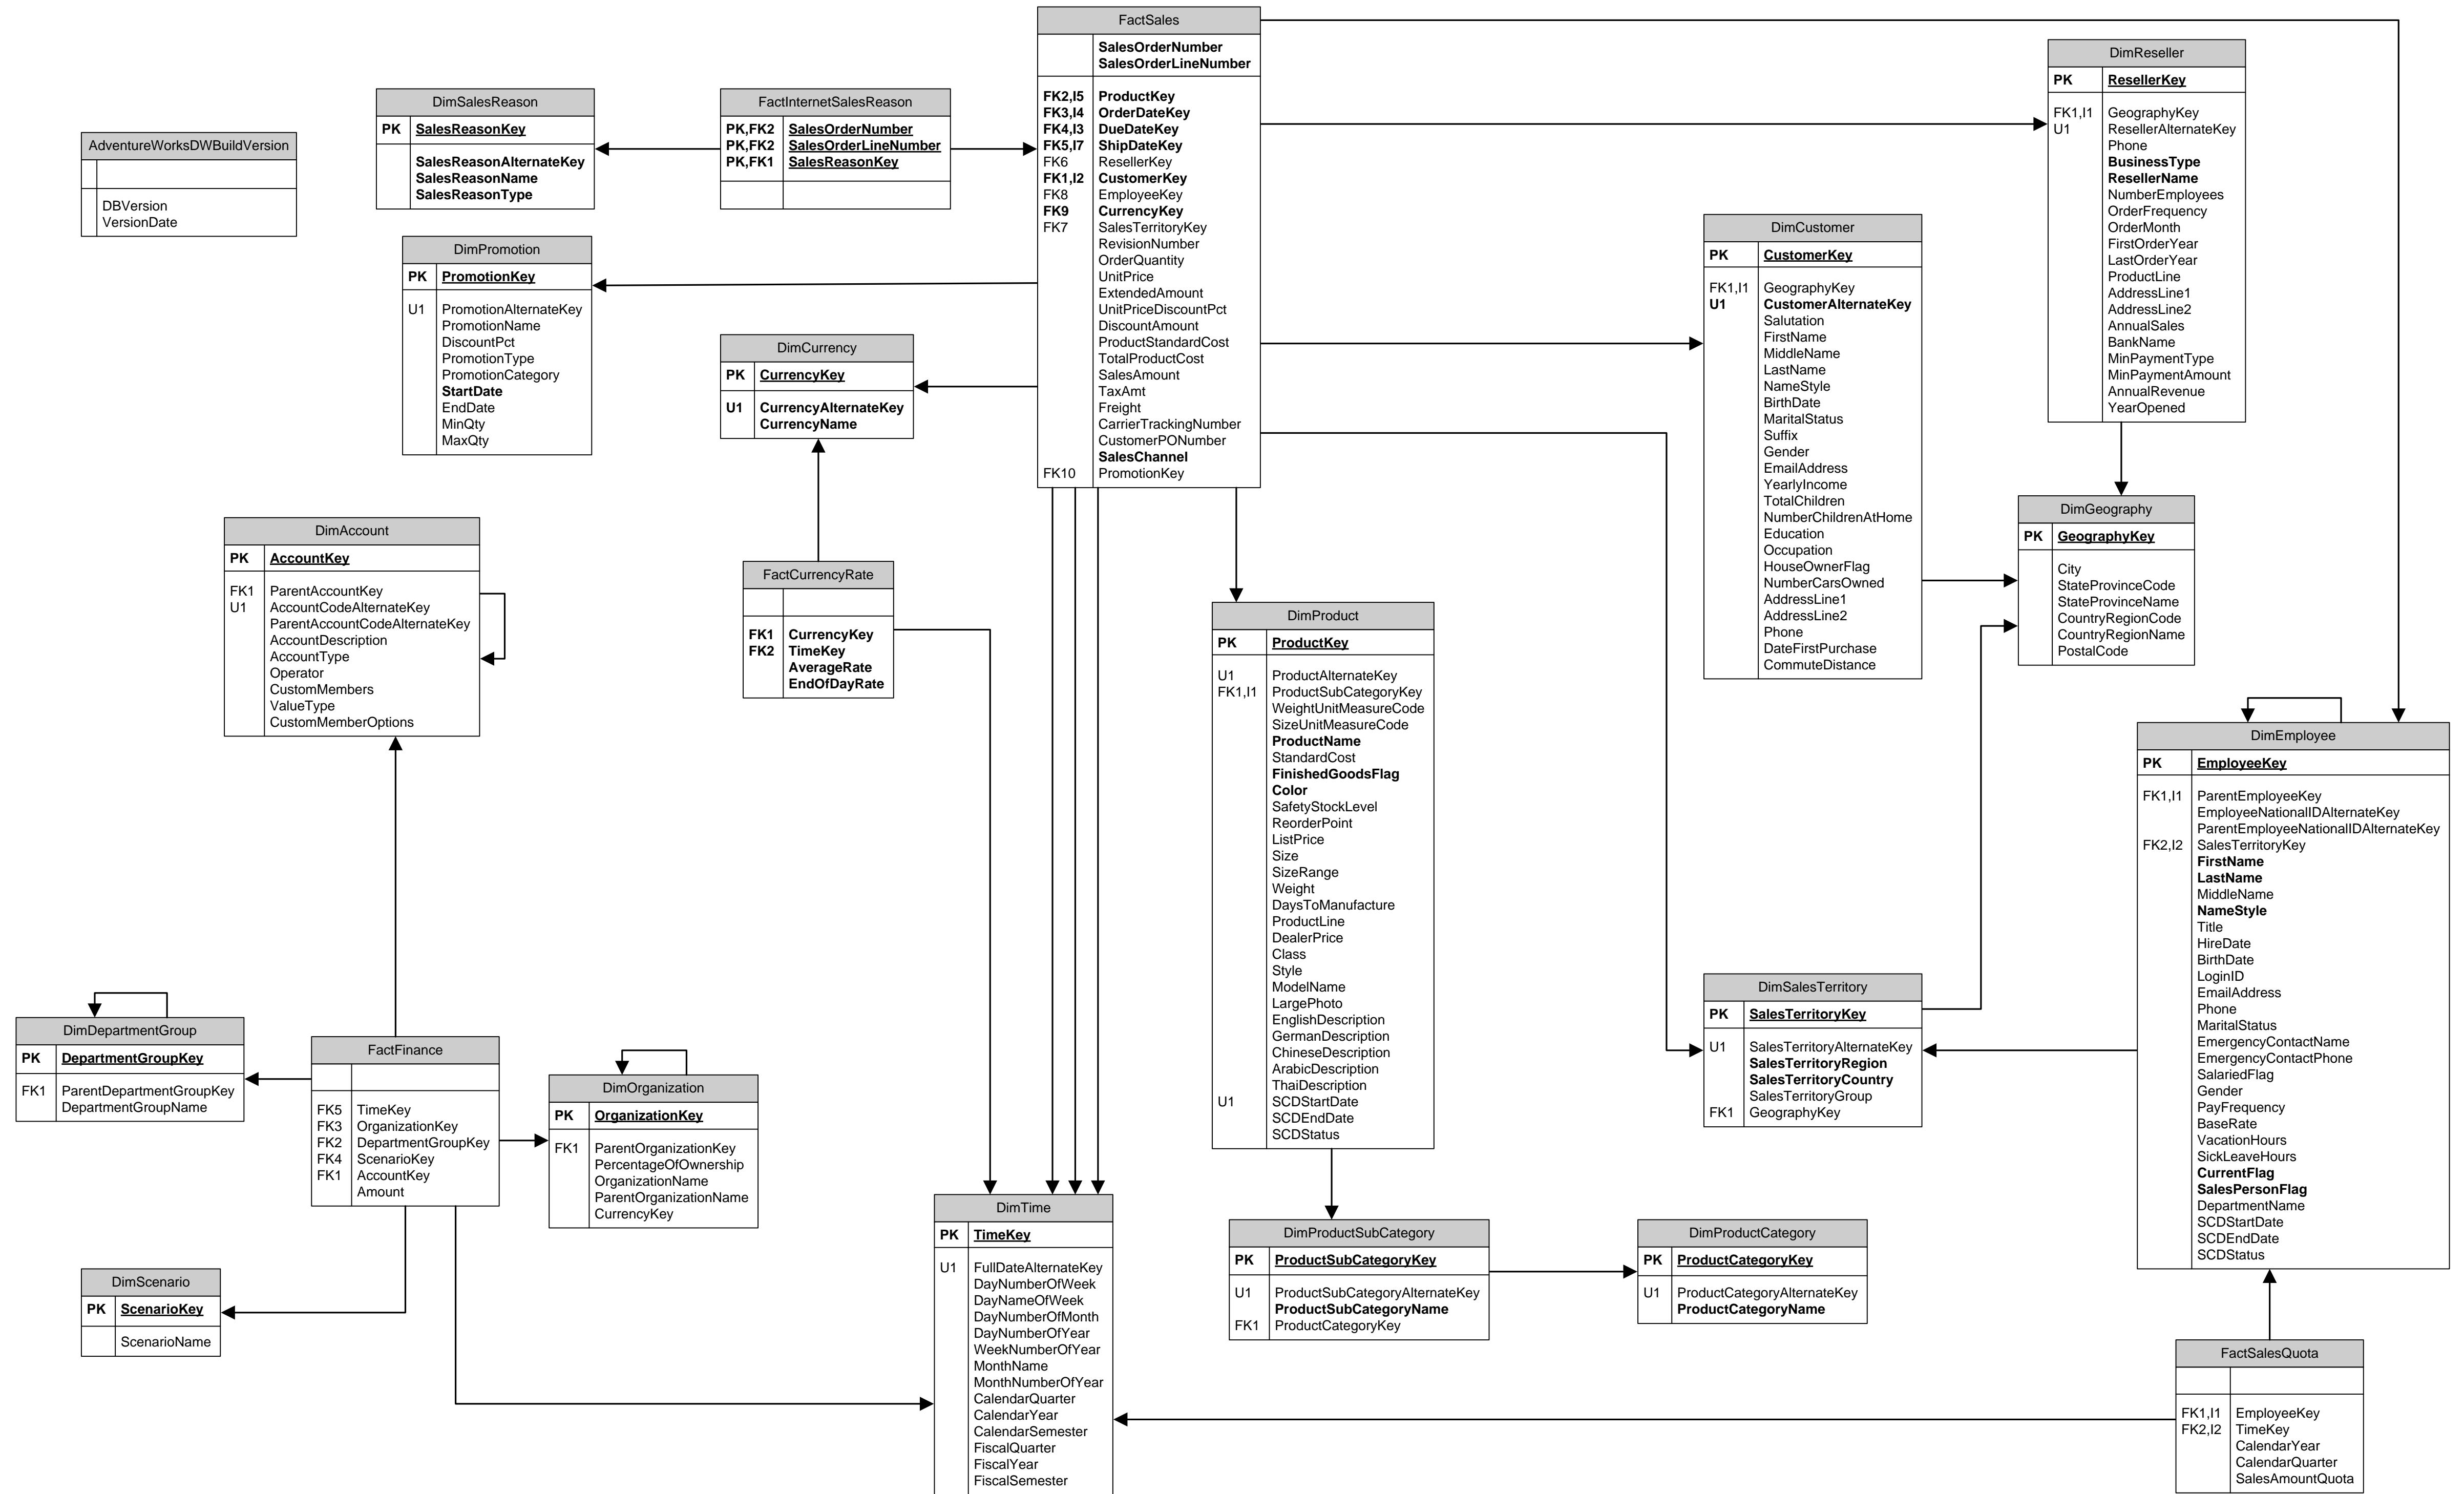 FactSales
SalesOrderNumber
SalesOrderLineNumber
FK2,I5 ProductKey
FK3,I4 OrderDateKey
FK4,I3 DueDateKey
FK5,I7 ShipDateKey
FK6 ResellerKey
FK1,I2 CustomerKey
FK8 EmployeeKey
FK9 CurrencyKey
FK7 SalesTerritoryKey
RevisionNumber
OrderQuantity
UnitPrice
ExtendedAmount
UnitPriceDiscountPct
DiscountAmount
ProductStandardCost
TotalProductCost
SalesAmount
TaxAmt
Freight
CarrierTrackingNumber
CustomerPONumber
SalesChannel
FK10 PromotionKey
DimReseller
PK ResellerKey
FK1,I1 GeographyKey
U1 ResellerAlternateKey
Phone
BusinessType
ResellerName
NumberEmployees
OrderFrequency
OrderMonth
FirstOrderYear
LastOrderYear
ProductLine
AddressLine1
AddressLine2
AnnualSales
BankName
MinPaymentType
MinPaymentAmount
AnnualRevenue
YearOpened
DimSalesReason
PK SalesReasonKey
SalesReasonAlternateKey
SalesReasonName
SalesReasonType
FactInternetSalesReason
PK,FK2 SalesOrderNumber
PK,FK2 SalesOrderLineNumber
PK,FK1 SalesReasonKey
AdventureWorksDWBuildVersion
DBVersion
VersionDate
DimPromotion
PK PromotionKey
U1 PromotionAlternateKey
PromotionName
DiscountPct
PromotionType
PromotionCategory
StartDate
EndDate
MinQty
MaxQty
DimCurrency
PK CurrencyKey
U1 CurrencyAlternateKey
CurrencyName
DimCustomer
PK CustomerKey
FK1,I1 GeographyKey
U1 CustomerAlternateKey
Salutation
FirstName
MiddleName
LastName
NameStyle
BirthDate
MaritalStatus
Suffix
Gender
EmailAddress
YearlyIncome
TotalChildren
NumberChildrenAtHome
Education
Occupation
HouseOwnerFlag
NumberCarsOwned
AddressLine1
AddressLine2
Phone
DateFirstPurchase
CommuteDistance
DimGeography
PK GeographyKey
City
StateProvinceCode
StateProvinceName
CountryRegionCode
CountryRegionName
PostalCode
DimAccount
PK AccountKey
FK1 ParentAccountKey
U1 AccountCodeAlternateKey
ParentAccountCodeAlternateKey
AccountDescription
AccountType
Operator
CustomMembers
ValueType
CustomMemberOptions
FactCurrencyRate
FK1 CurrencyKey
FK2 TimeKey
AverageRate
EndOfDayRate
DimProduct
PK ProductKey
U1 ProductAlternateKey
FK1,I1 ProductSubCategoryKey
WeightUnitMeasureCode
SizeUnitMeasureCode
ProductName
StandardCost
FinishedGoodsFlag
Color
SafetyStockLevel
ReorderPoint
ListPrice
Size
SizeRange
Weight
DaysToManufacture
ProductLine
DealerPrice
Class
Style
ModelName
LargePhoto
EnglishDescription
GermanDescription
ChineseDescription
ArabicDescription
ThaiDescription
U1 SCDStartDate
SCDEndDate
SCDStatus
DimEmployee
PK EmployeeKey
FK1,I1 ParentEmployeeKey
EmployeeNationalIDAlternateKey
ParentEmployeeNationalIDAlternateKey
FK2,I2 SalesTerritoryKey
FirstName
LastName
MiddleName
NameStyle
Title
HireDate
BirthDate
LoginID
EmailAddress
Phone
MaritalStatus
EmergencyContactName
EmergencyContactPhone
SalariedFlag
Gender
PayFrequency
BaseRate
VacationHours
SickLeaveHours
CurrentFlag
SalesPersonFlag
DepartmentName
SCDStartDate
SCDEndDate
SCDStatus
DimSalesTerritory
PK SalesTerritoryKey
U1 SalesTerritoryAlternateKey
SalesTerritoryRegion
SalesTerritoryCountry
SalesTerritoryGroup
FK1 GeographyKey
DimDepartmentGroup
PK DepartmentGroupKey
FK1 ParentDepartmentGroupKey
DepartmentGroupName
FactFinance
FK5 TimeKey
FK3 OrganizationKey
FK2 DepartmentGroupKey
FK4 ScenarioKey
FK1 AccountKey
Amount
DimOrganization
PK OrganizationKey
FK1 ParentOrganizationKey
PercentageOfOwnership
OrganizationName
ParentOrganizationName
CurrencyKey
DimScenario
PK ScenarioKey
ScenarioName
DimTime
PK TimeKey
U1 FullDateAlternateKey
DayNumberOfWeek
DayNameOfWeek
DayNumberOfMonth
DayNumberOfYear
WeekNumberOfYear
MonthName
MonthNumberOfYear
CalendarQuarter
CalendarYear
CalendarSemester
FiscalQuarter
FiscalYear
FiscalSemester
DimProductSubCategory
PK ProductSubCategoryKey
U1 ProductSubCategoryAlternateKey
ProductSubCategoryName
FK1 ProductCategoryKey
DimProductCategory
PK ProductCategoryKey
U1 ProductCategoryAlternateKey
ProductCategoryName
FactSalesQuota
FK1,I1 EmployeeKey
FK2,I2 TimeKey
CalendarYear
CalendarQuarter
SalesAmountQuota